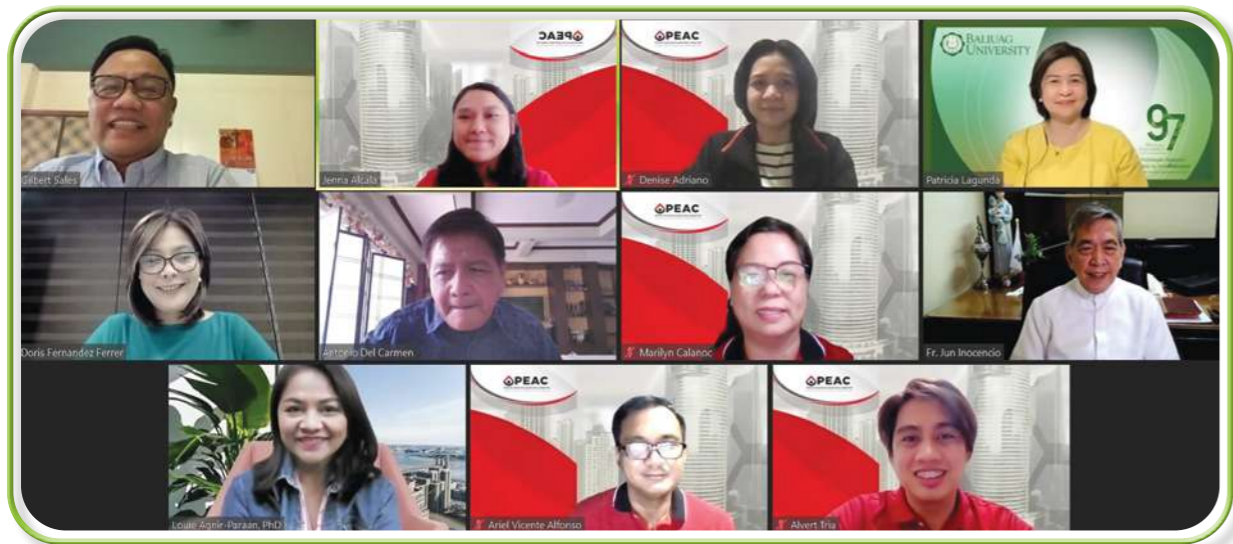 PEAC
PEAC
BALIUAG
UNIVERSITY
97
Gilbert Sales
Jenna Alcala
Denise Adriano
Patricia Lagunda
PEAC
Doris Fernandez Ferrer
Antonio Del Carmen
Marilyn Calanoc
Fr. Jun Inocencio
PEAC
PEAC
Louie Agnir-Paraan, PhD
Ariel Vicente Alfonso
Alvert Tria